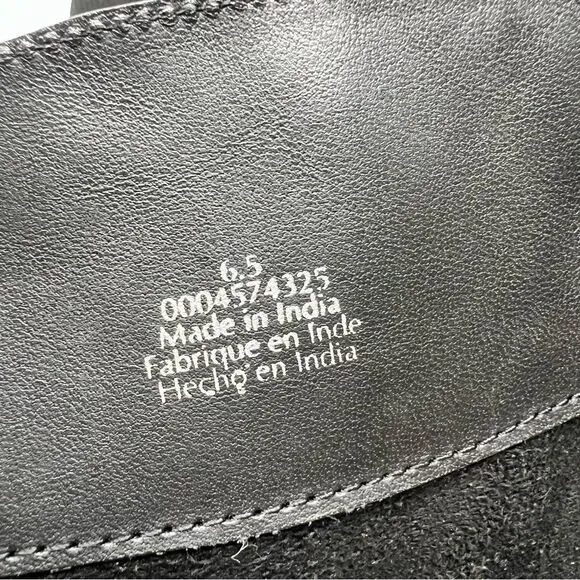 6.5
0004574325
Made in India
Fabrique en Inde
Hecho en India